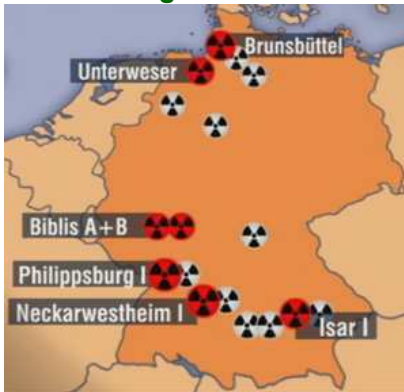 Brunsbüttel
Unterweser
Biblis A+B
Philippsburg I
Neckarwestheim I
Isar I